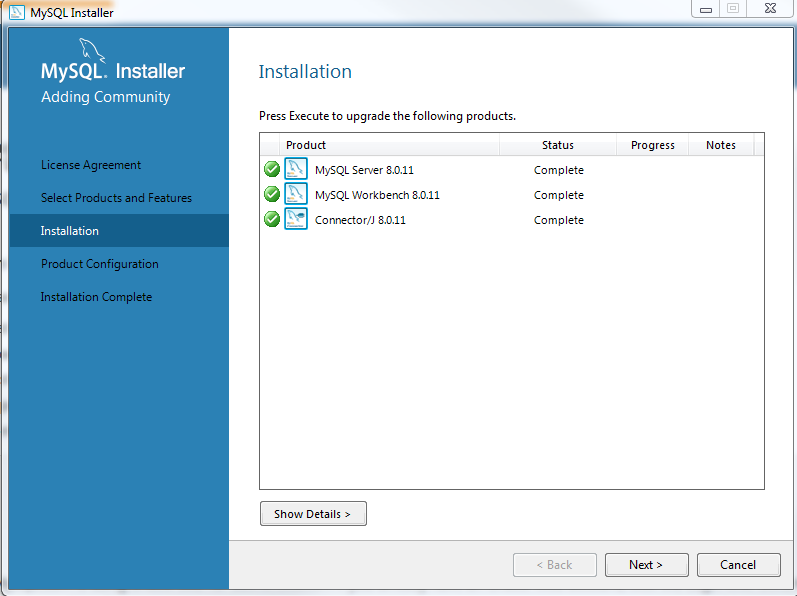 MySQL Installer
MySQL. Installer
Adding Community
License Agreement
Select Products and Features
Installation
Product Configuration
Installation Complete
Installation
Press Execute to upgrade the following products.
Product Status Progress Notes
MySQL Server 8.0.11 Complete
MySQL Workbench 8.0.11 Complete
Connector/J 8.0.11 Complete
Show Details >
< Back Next > Cancel